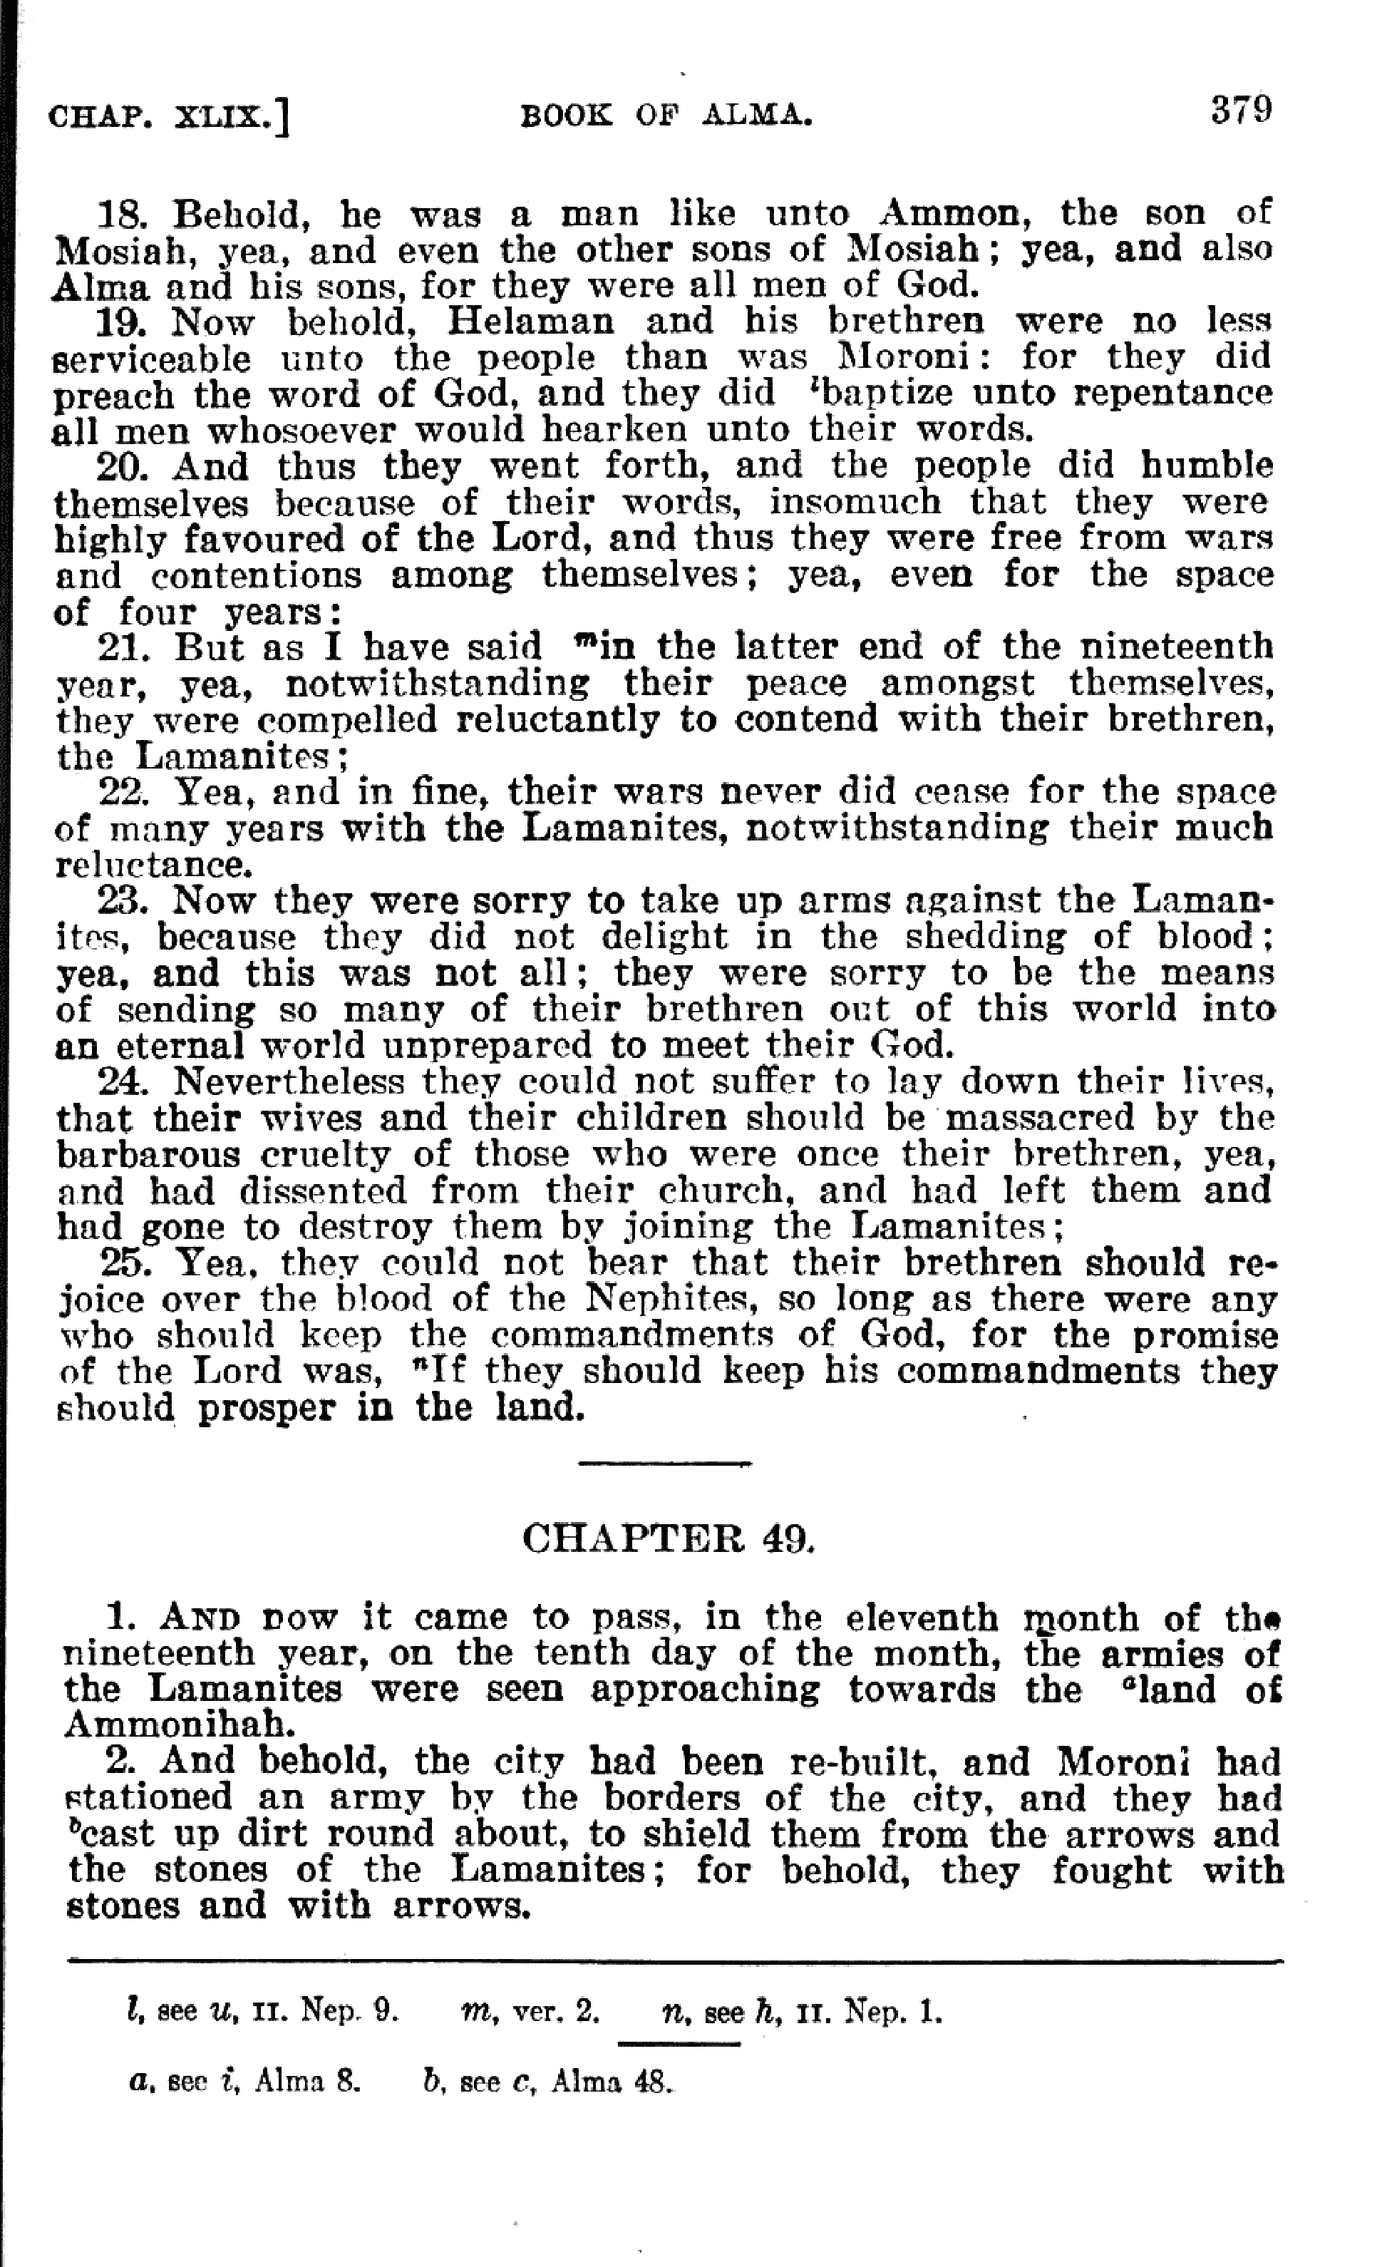 CHAP. XLIX.] BOOK OF ALMA. 379
18. Behold, he was a man like unto Ammon, the son of
Mosiah, yea, and even the other sons of Mosiah; yea, and also
Alma and his sons, for they were all men of God.
19. Now behold, Helaman and his brethren were no less
serviceable unto the people than was Moroni: for they did
preach the word of God, and they did ˡbaptize unto repentance
all men whosoever would hearken unto their words.
20. And thus they went forth, and the people did humble
themselves because of their words, insomuch that they were
highly favoured of the Lord, and thus they were free from wars
and contentions among themselves; yea, even for the space
of four years:
21. But as I have said ᵐin the latter end of the nineteenth
year, yea, notwithstanding their peace amongst themselves,
they were compelled reluctantly to contend with their brethren,
the Lamanites;
22. Yea, and in fine, their wars never did cease for the space
of many years with the Lamanites, notwithstanding their much
reluctance.
23. Now they were sorry to take up arms against the Laman-
ites, because they did not delight in the shedding of blood;
yea, and this was not all; they were sorry to be the means
of sending so many of their brethren out of this world into
an eternal world unprepared to meet their God.
24. Nevertheless they could not suffer to lay down their lives,
that their wives and their children should be massacred by the
barbarous cruelty of those who were once their brethren, yea,
and had dissented from their church, and had left them and
had gone to destroy them by joining the Lamanites;
25. Yea, they could not bear that their brethren should re-
joice over the blood of the Nephites, so long as there were any
who should keep the commandments of God, for the promise
of the Lord was, ⁿIf they should keep his commandments they
should prosper in the land.
CHAPTER 49.
1. AND now it came to pass, in the eleventh month of the
nineteenth year, on the tenth day of the month, the armies of
the Lamanites were seen approaching towards the ᵃland of
Ammonihah.
2. And behold, the city had been re-built, and Moroni had
stationed an army by the borders of the city, and they had
ᵇcast up dirt round about, to shield them from the arrows and
the stones of the Lamanites; for behold, they fought with
stones and with arrows.
l, see u, II. Nep. 9. m, ver. 2. n, see h, II. Nep. 1.
a, see i, Alma 8. b, see c, Alma 48.